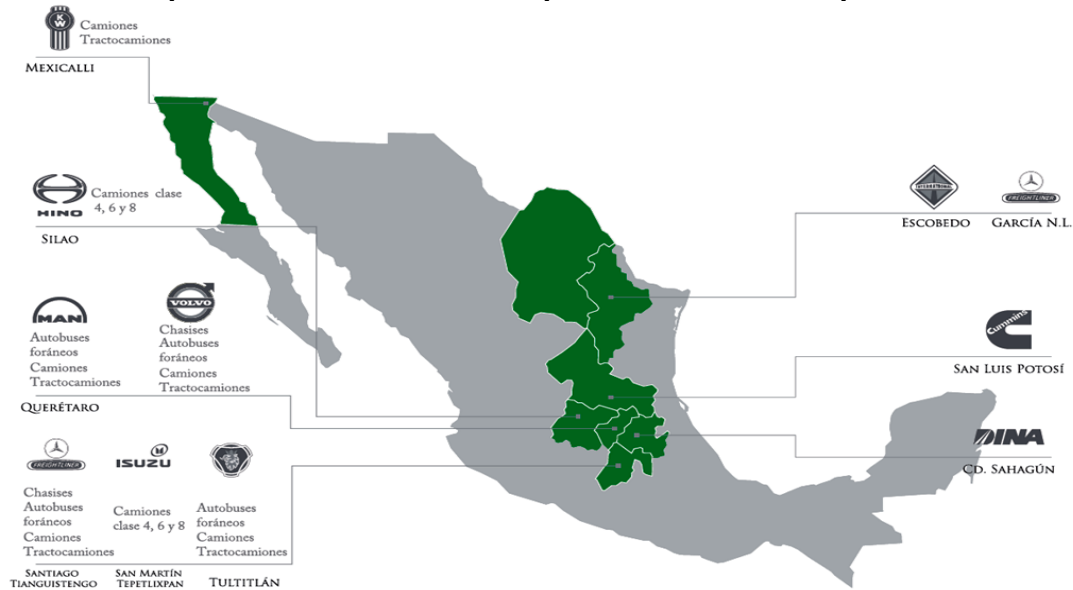 KW
Camiones
Tractocamiones
Mexicalli
HINO
Camiones clase
4, 6 y 8
Silao
MAN
Autobuses
foráneos
Camiones
Tractocamiones
VOLVO
Chasises
Autobuses
foráneos
Camiones
Tractocamiones
Querétaro
FREIGHTLINER
Chasises
Autobuses
foráneos
Camiones
Tractocamiones
Santiago
Tianguistengo
ISUZU
Camiones
clase 4, 6 y 8
San Martín
Tepetlixpan
Autobuses
foráneos
Camiones
Tractocamiones
Tultitlán
INTERNATIONAL
Escobedo
FREIGHTLINER
García N.L.
Cummins
San Luis Potosí
DINA
Cd. Sahagún